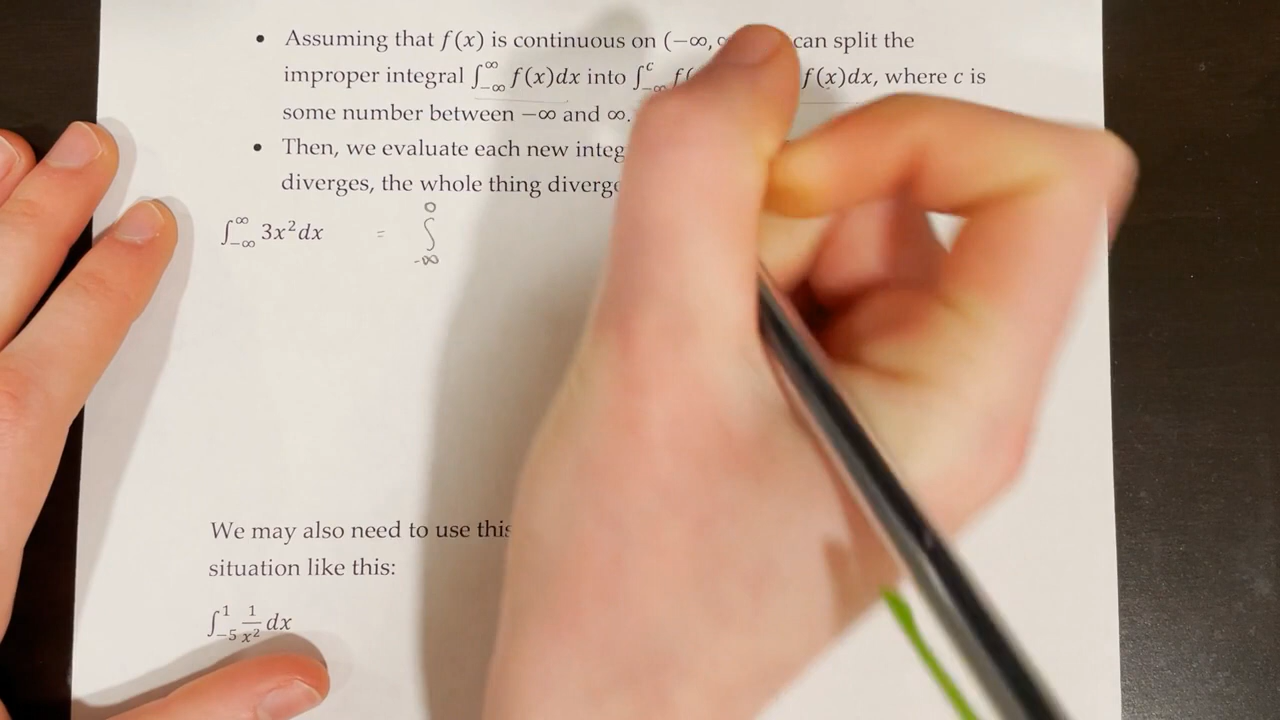 • Assuming that f(x) is continuous on (−∞, can split the
improper integral ∫_{−∞}^{∞} f(x)dx into ∫_{−∞}^{c} f( f(x)dx, where c is
some number between −∞ and ∞.
• Then, we evaluate each new integ
diverges, the whole thing diverg
∫_{−∞}^{∞} 3x²dx = ∫_{-∞}^{0}
We may also need to use this
situation like this:
∫_{−5}^{1} 1/x² dx